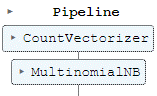 ▸ Pipeline
▸ CountVectorizer
▸ MultinomialNB